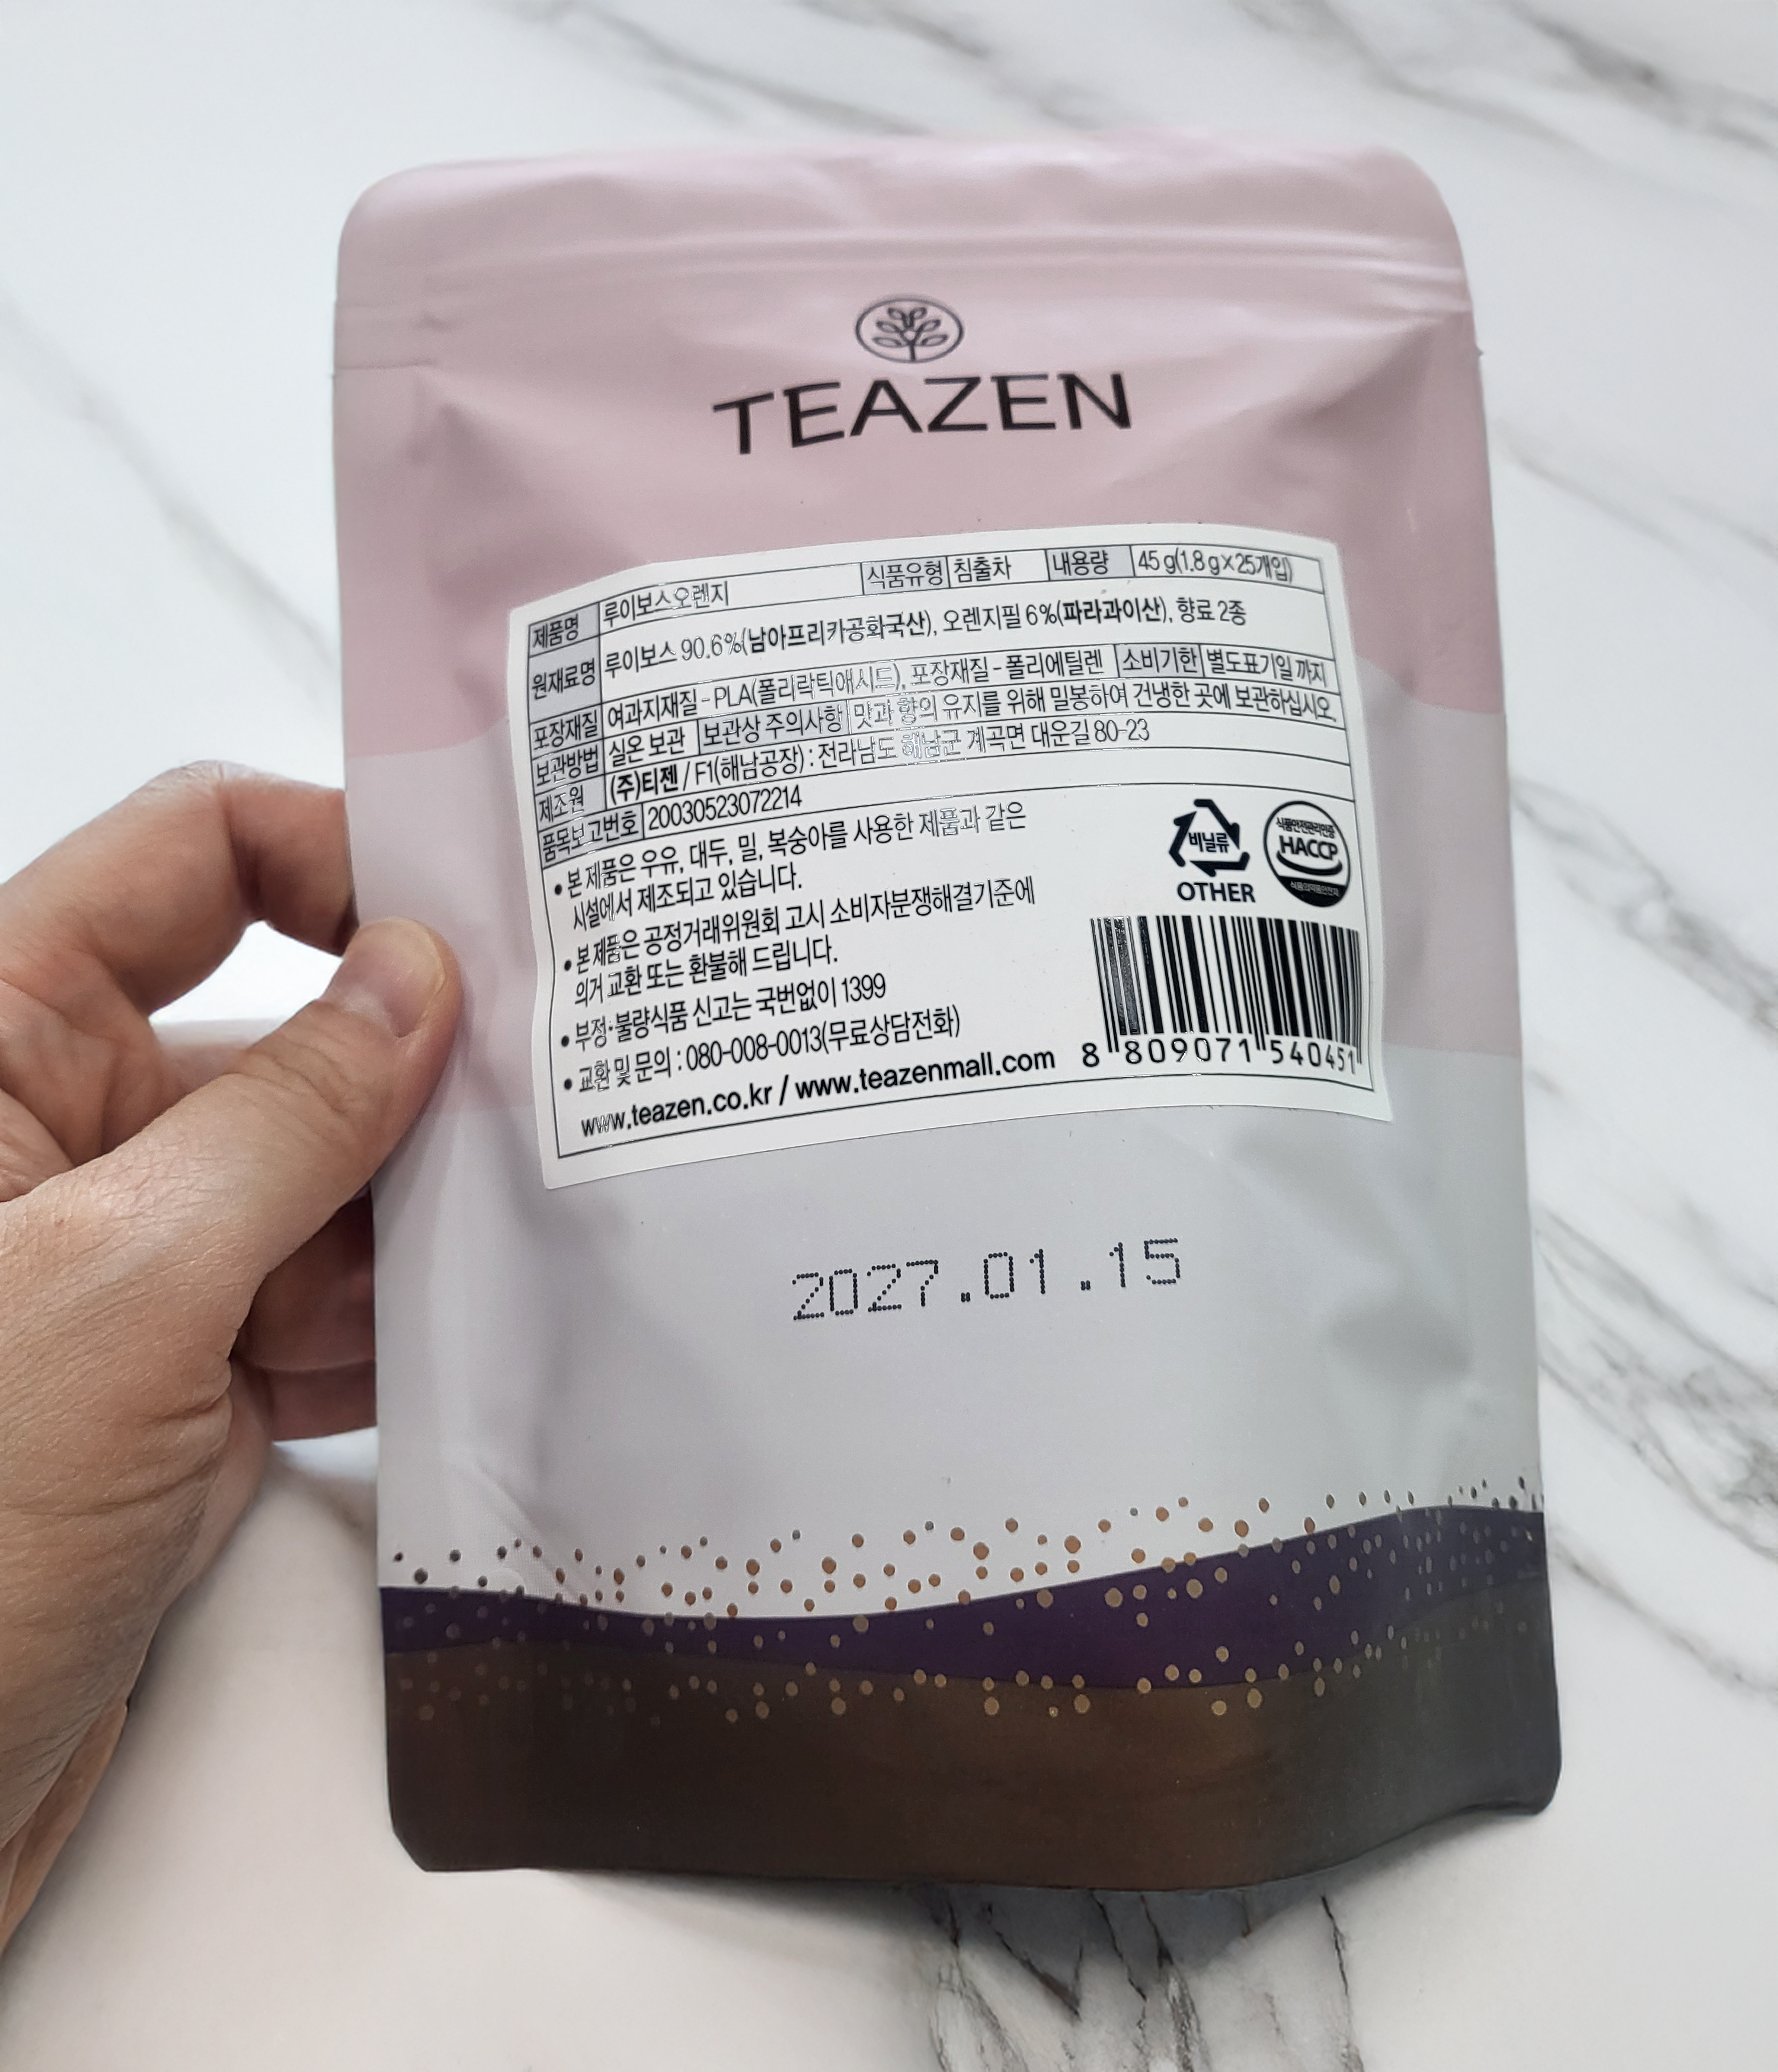 TEAZEN
제품명 루이보스오렌지 식품유형 침출차 내용량 45 g(1.8 g×25개입)
원재료명 루이보스 90.6%(남아프리카공화국산), 오렌지필 6%(파라과이산), 향료 2종
포장재질 여과지재질 - PLA(폴리락틱애시드), 포장재질 - 폴리에틸렌 소비기한 별도표기일 까지
보관방법 실온 보관 보관상 주의사항 맛과 향의 유지를 위해 밀봉하여 건냉한 곳에 보관하십시오.
제조원 (주)티젠 / F1(해남공장) : 전라남도 해남군 계곡면 대운길 80-23
품목보고번호 20030523072214
• 본 제품은 우유, 대두, 밀, 복숭아를 사용한 제품과 같은
시설에서 제조되고 있습니다.
• 본 제품은 공정거래위원회 고시 소비자분쟁해결기준에
의거 교환 또는 환불해 드립니다.
• 부정·불량식품 신고는 국번없이 1399
• 교환 및 문의 : 080-008-0013(무료상담전화)
www.teazen.co.kr / www.teazenmall.com
비닐류
OTHER
식품안전관리인증
HACCP
8 809071 540451
2027.01.15